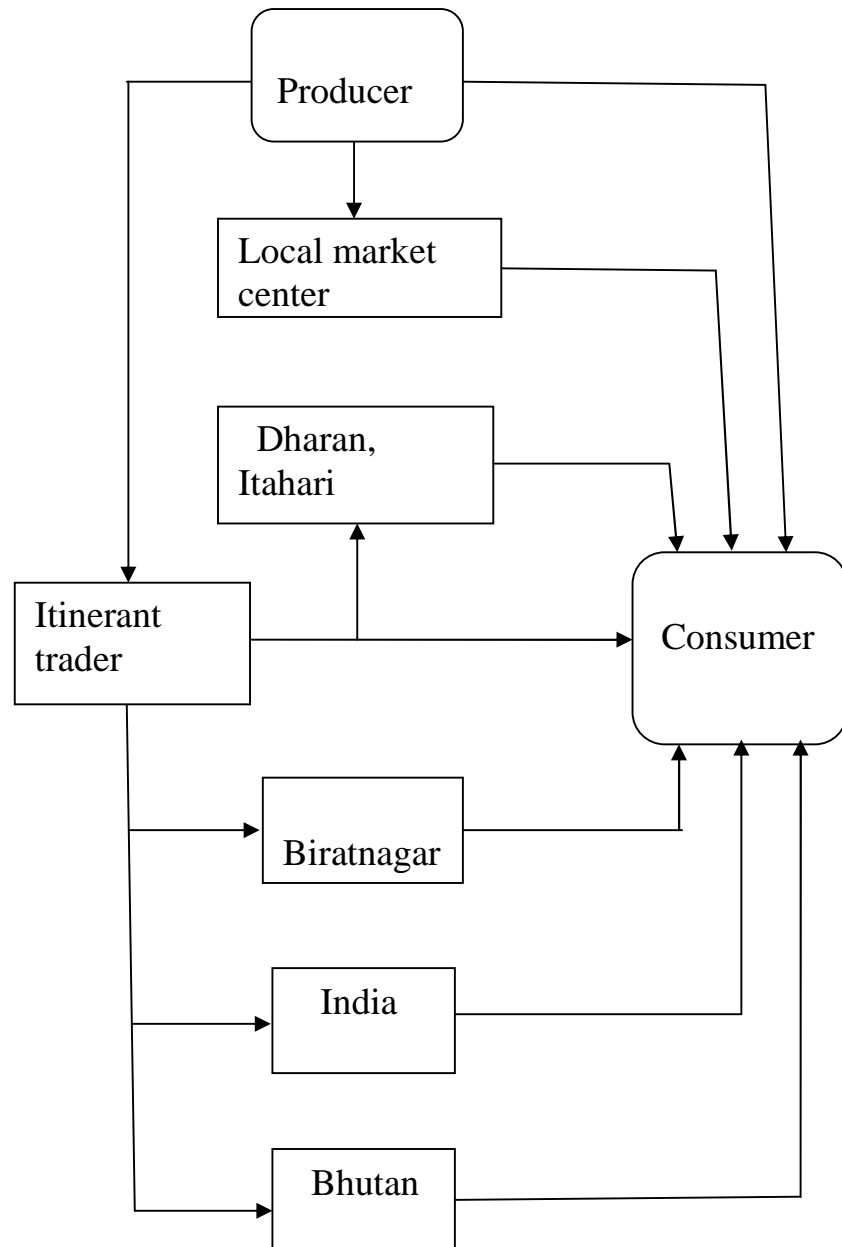 Producer
Local market
center
Dharan,
Itahari
Itinerant
trader
Consumer
Biratnagar
India
Bhutan